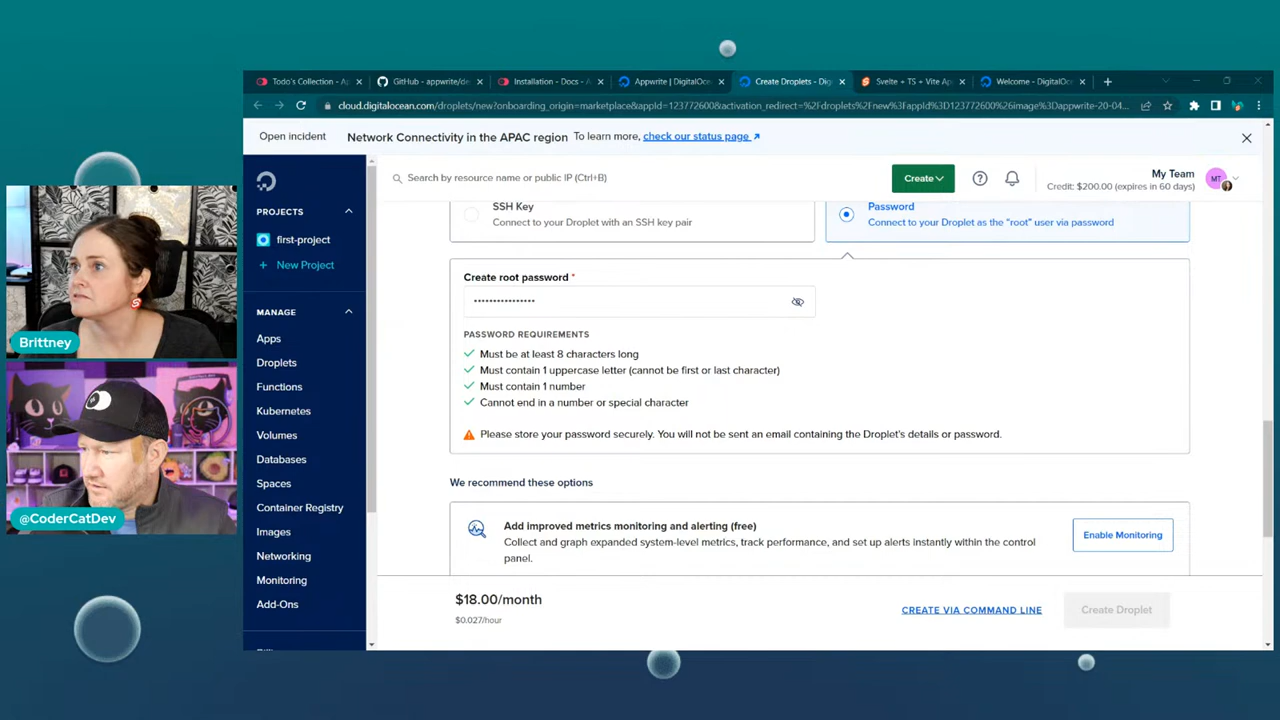 Todo's Collection - Ap
GitHub - appwrite/de
Installation - Docs - A
Appwrite | DigitalOce
Create Droplets - Dig
Svelte + TS + Vite Ap
Welcome - DigitalOc
cloud.digitalocean.com/droplets/new?onboarding_origin=marketplace&appId=123772600&activation_redirect=%2Fdroplets%2Fnew%3FappId%3D123772600%26image%3Dappwrite-20-04...
Open incident
Network Connectivity in the APAC region
To learn more, check our status page
Search by resource name or public IP (Ctrl+B)
Create
My Team
Credit: $200.00 (expires in 60 days)
MT
PROJECTS
first-project
New Project
MANAGE
Apps
Droplets
Functions
Kubernetes
Volumes
Databases
Spaces
Container Registry
Images
Networking
Monitoring
Add-Ons
SSH Key
Connect to your Droplet with an SSH key pair
Password
Connect to your Droplet as the "root" user via password
Create root password *
PASSWORD REQUIREMENTS
Must be at least 8 characters long
Must contain 1 uppercase letter (cannot be first or last character)
Must contain 1 number
Cannot end in a number or special character
Please store your password securely. You will not be sent an email containing the Droplet's details or password.
We recommend these options
Add improved metrics monitoring and alerting (free)
Collect and graph expanded system-level metrics, track performance, and set up alerts instantly within the control
panel.
Enable Monitoring
$18.00/month
$0.027/hour
CREATE VIA COMMAND LINE
Create Droplet
Brittney
@CoderCatDev